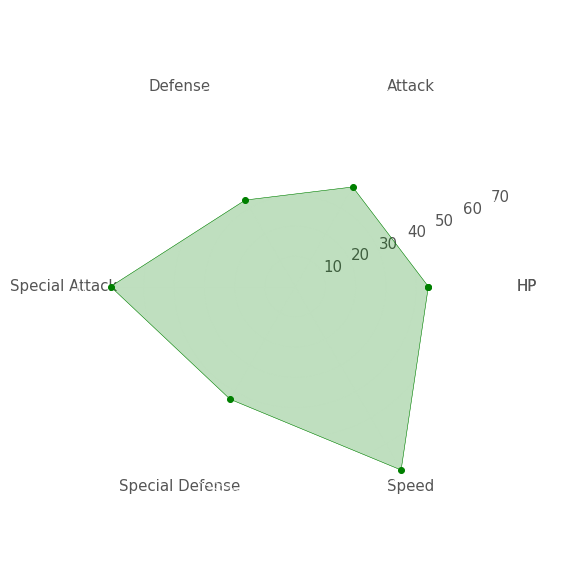 Defense
Attack
70
60
50
40
30
20
10
Special Attack
HP
Special Defense
Speed